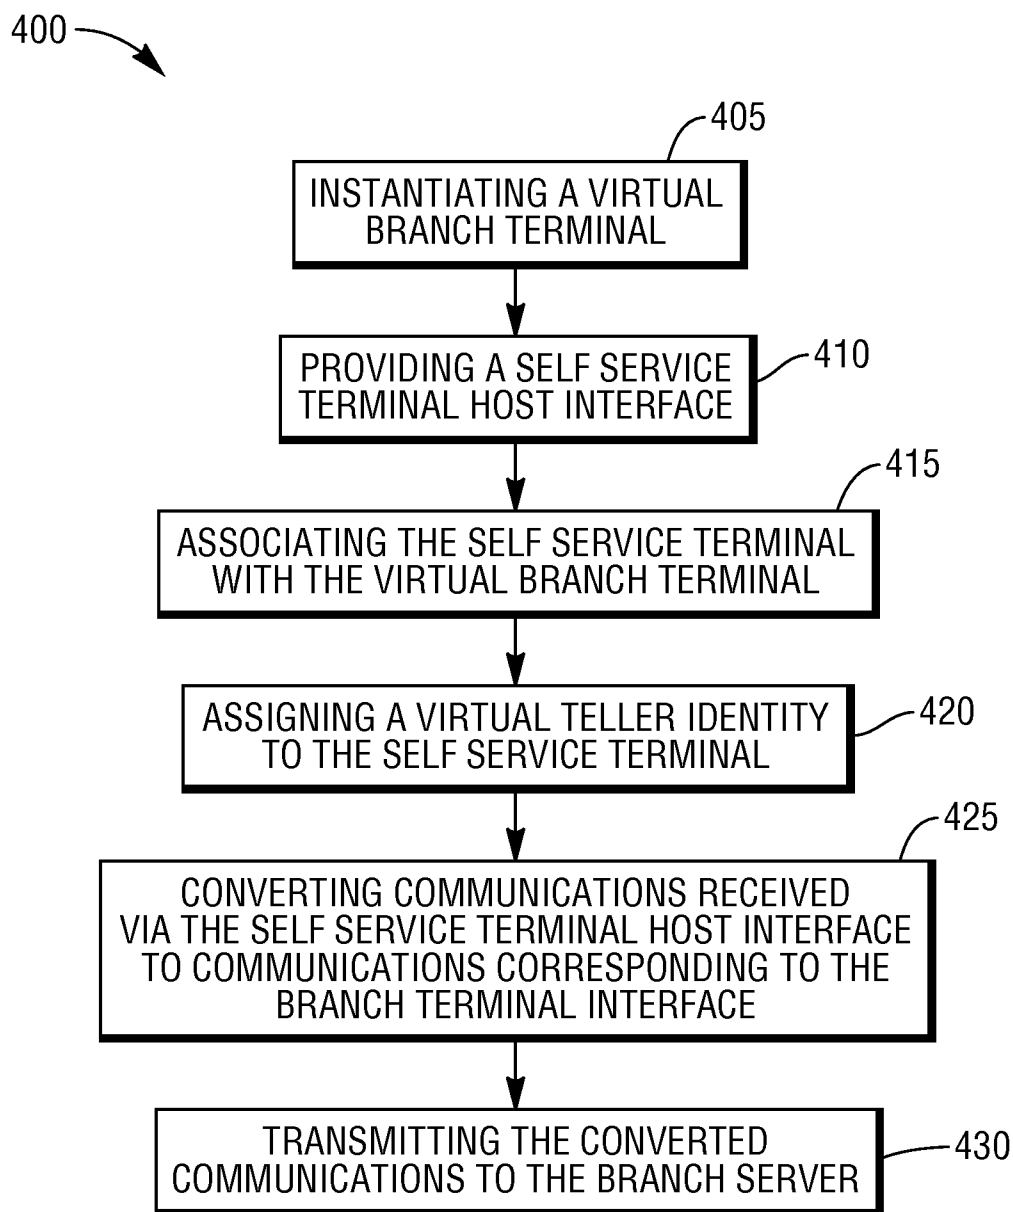 400
405
INSTANTIATING A VIRTUAL
BRANCH TERMINAL
410
PROVIDING A SELF SERVICE
TERMINAL HOST INTERFACE
415
ASSOCIATING THE SELF SERVICE TERMINAL
WITH THE VIRTUAL BRANCH TERMINAL
420
ASSIGNING A VIRTUAL TELLER IDENTITY
TO THE SELF SERVICE TERMINAL
425
CONVERTING COMMUNICATIONS RECEIVED
VIA THE SELF SERVICE TERMINAL HOST INTERFACE
TO COMMUNICATIONS CORRESPONDING TO THE
BRANCH TERMINAL INTERFACE
430
TRANSMITTING THE CONVERTED
COMMUNICATIONS TO THE BRANCH SERVER